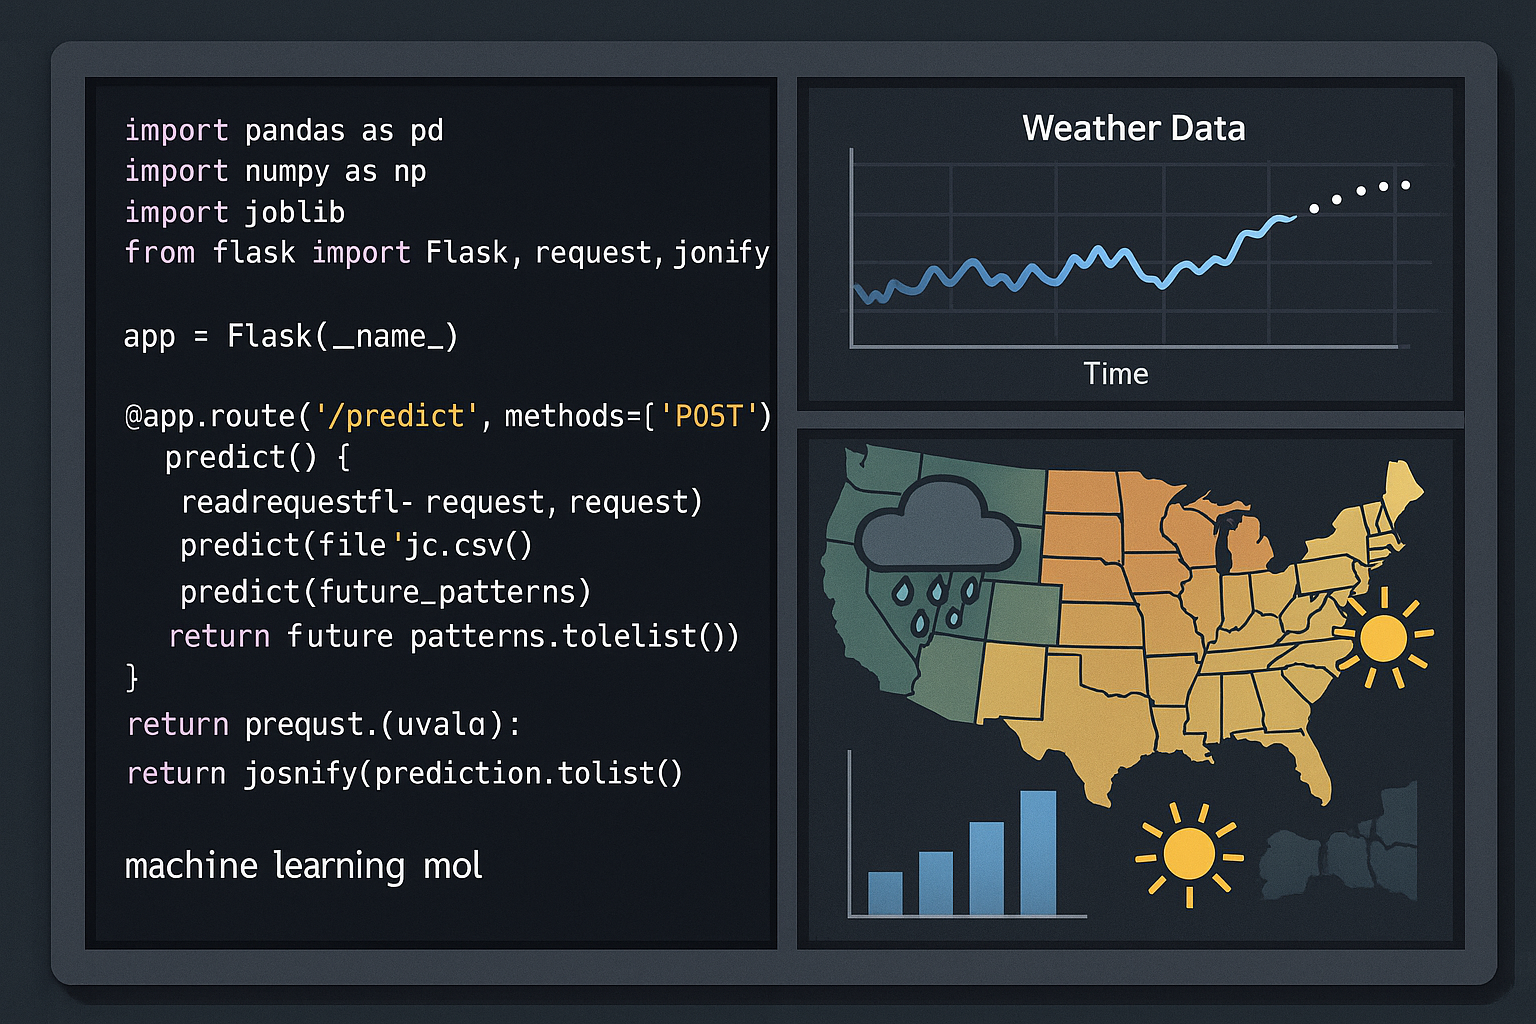 import pandas as pd
import numpy as np
import joblib
from flask import Flask, request, jonify
app = Flask(__name_)
@app.route('/predict', methods=['POST')
predict() {
readrequestfl- request, request)
predict(file'jc.csv()
predict(future_patterns)
return future patterns.tolelist())
}
return prequst.(uvala):
return josnify(prediction.tolist()
machine learning mol
Weather Data
Time